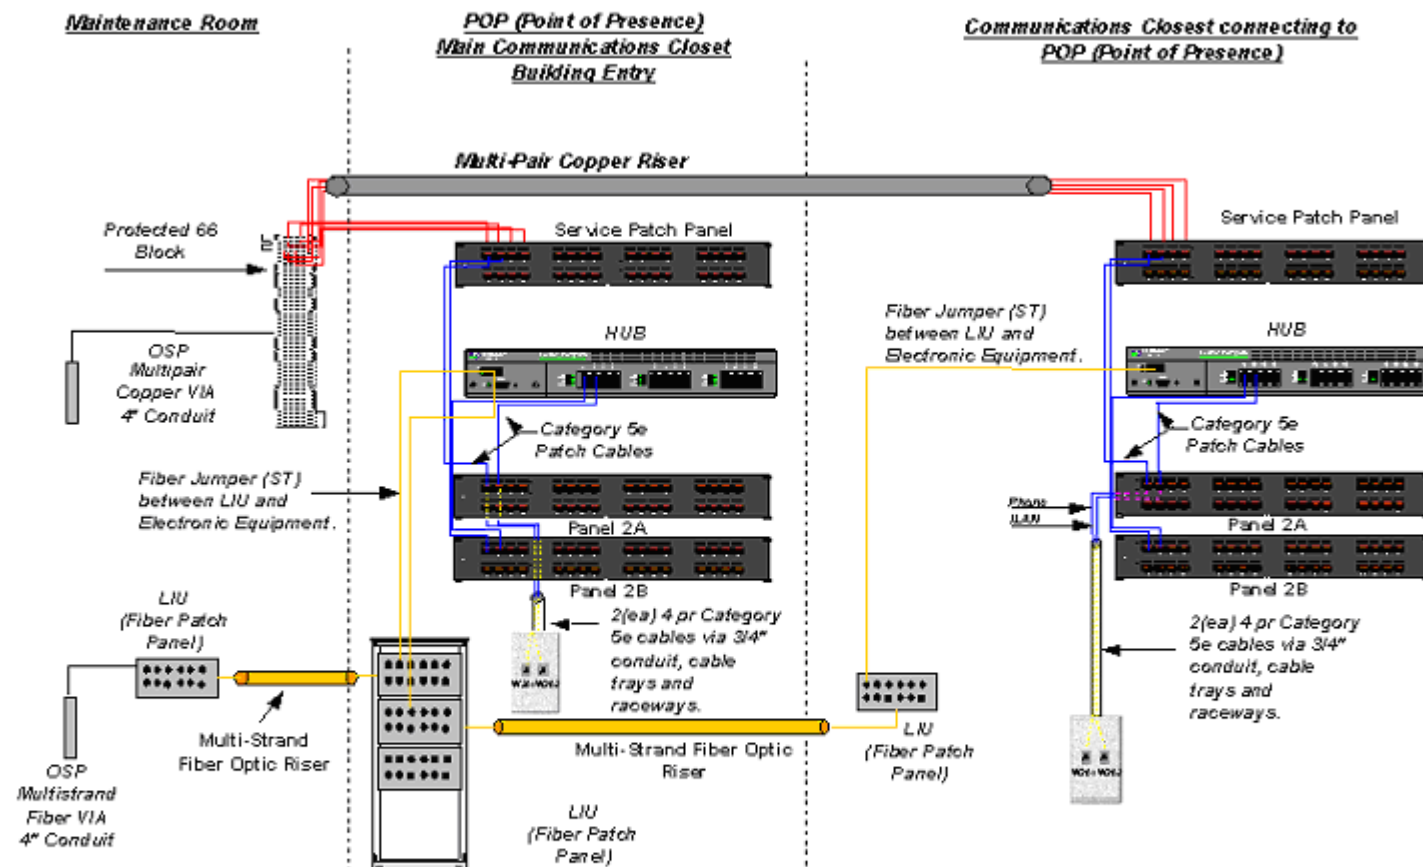 Maintenance Room
POP (Point of Presence)
Main Communications Closet
Building Entry
Communications Closest connecting to
POP (Point of Presence)
Multi-Pair Copper Riser
Protected 66
Block
OSP
Multipair
Copper VIA
4" Conduit
Service Patch Panel
HUB
Category 5e
Patch Cables
Fiber Jumper (ST)
between LIU and
Electronic Equipment.
Panel 2A
Panel 2B
2(ea) 4 pr Category
5e cables via 3/4"
conduit, cable
trays and
raceways.
LIU
(Fiber Patch
Panel)
Multi-Strand
Fiber Optic Riser
OSP
Multistrand
Fiber VIA
4" Conduit
LIU
(Fiber Patch
Panel)
Multi-Strand Fiber Optic
Riser
Fiber Jumper (ST)
between LIU and
Electronic Equipment.
LIU
(Fiber Patch
Panel)
Service Patch Panel
HUB
Category 5e
Patch Cables
Phone
WAN
Panel 2A
Panel 2B
2(ea) 4 pr Category
5e cables via 3/4"
conduit, cable
trays and
raceways.